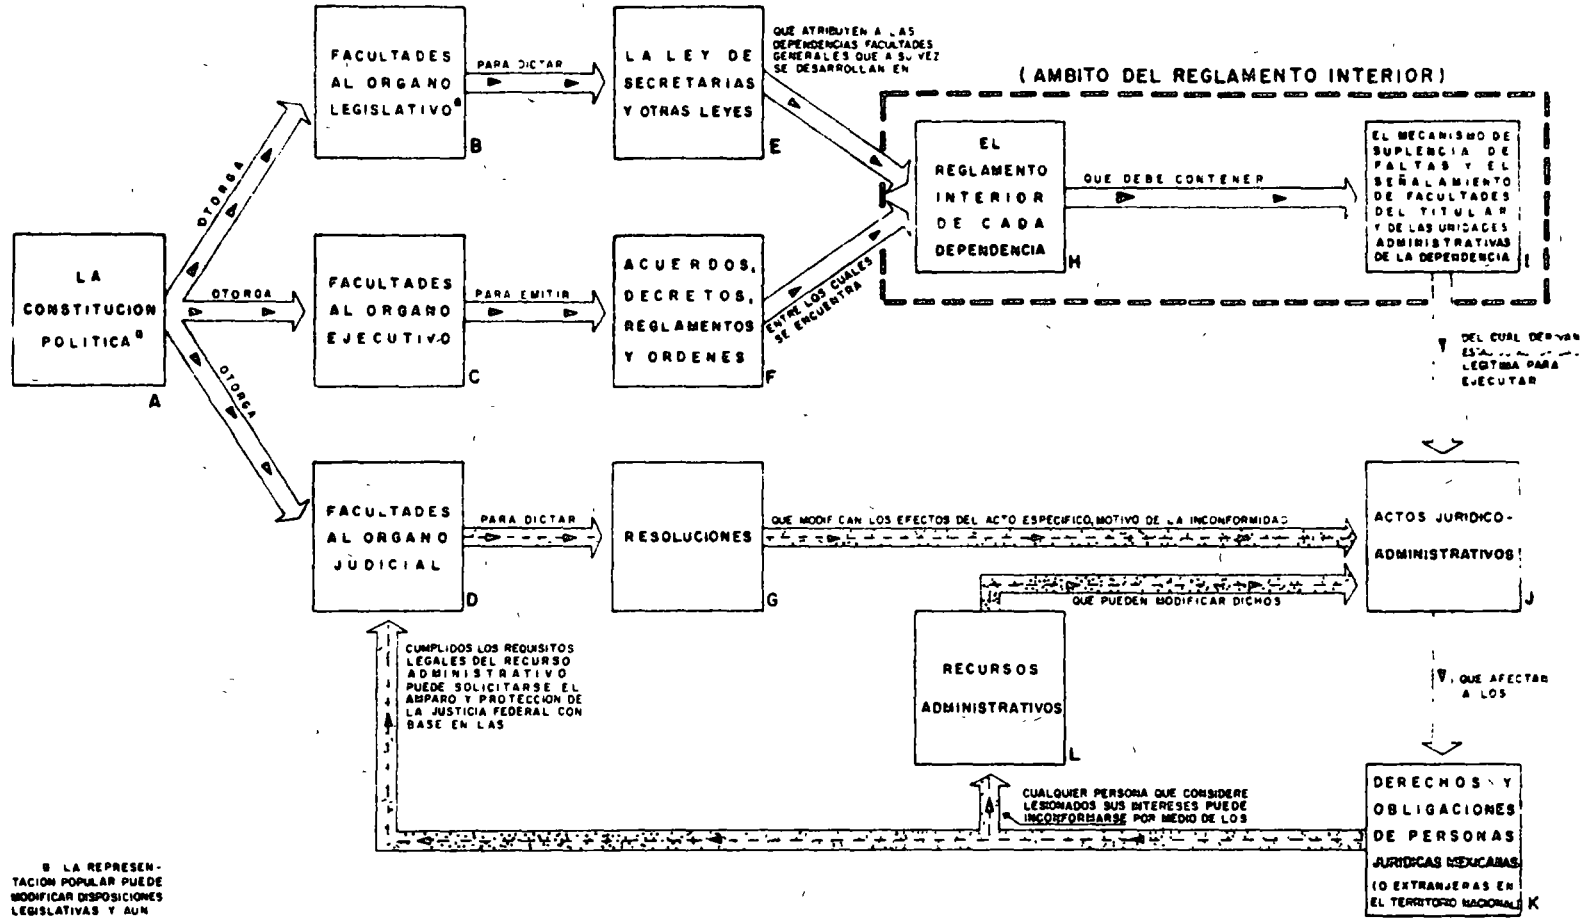 FACULTADES
AL ORGANO
LEGISLATIVO
B
PARA DICTAR
LA LEY DE
SECRETARIAS
Y OTRAS LEYES
E
QUE ATRIBUYEN A LAS
DEPENDENCIAS FACULTADES
GENERALES QUE A SU VEZ
SE DESARROLLAN EN
(AMBITO DEL REGLAMENTO INTERIOR)
EL
REGLAMENTO
INTERIOR
DE CADA
DEPENDENCIA
H
QUE DEBE CONTENER
EL MECANISMO DE
SUPLENCIA DE
FALTAS Y EL
SEÑALAMIENTO
DE FACULTADES
DEL TITULAR
Y DE LAS UNIDADES
ADMINISTRATIVAS
DE LA DEPENDENCIA
I
OTORGA
LA
CONSTITUCION
POLITICA
A
OTORGA
FACULTADES
AL ORGANO
EJECUTIVO
C
PARA EMITIR
ACUERDOS,
DECRETOS,
REGLAMENTOS
Y ORDENES
F
ENTRE LOS CUALES
SE ENCUENTRA
DEL CUAL DERIVAN
LEGITIMA PARA
EJECUTAR
OTORGA
FACULTADES
AL ORGANO
JUDICIAL
D
PARA DICTAR
RESOLUCIONES
G
QUE MODIFICAN LOS EFECTOS DEL ACTO ESPECIFICO, MOTIVO DE LA INCONFORMIDAD
ACTOS JURIDICO-
ADMINISTRATIVOS
J
QUE PUEDEN MODIFICAR DICHOS
CUMPLIDOS LOS REQUISITOS
LEGALES DEL RECURSO
ADMINISTRATIVO
PUEDE SOLICITARSE EL
AMPARO Y PROTECCION DE
LA JUSTICIA FEDERAL CON
BASE EN LAS
RECURSOS
ADMINISTRATIVOS
L
QUE AFECTAN
A LOS
CUALQUIER PERSONA QUE CONSIDERE
LESIONADOS SUS INTERESES PUEDE
INCONFORMARSE POR MEDIO DE LOS
DERECHOS Y
OBLIGACIONES
DE PERSONAS
JURIDICAS MEXICANAS
(O EXTRANJERAS EN
EL TERRITORIO NACIONAL)
K
LA REPRESEN-
TACION POPULAR PUEDE
MODIFICAR DISPOSICIONES
LEGISLATIVAS Y AUN